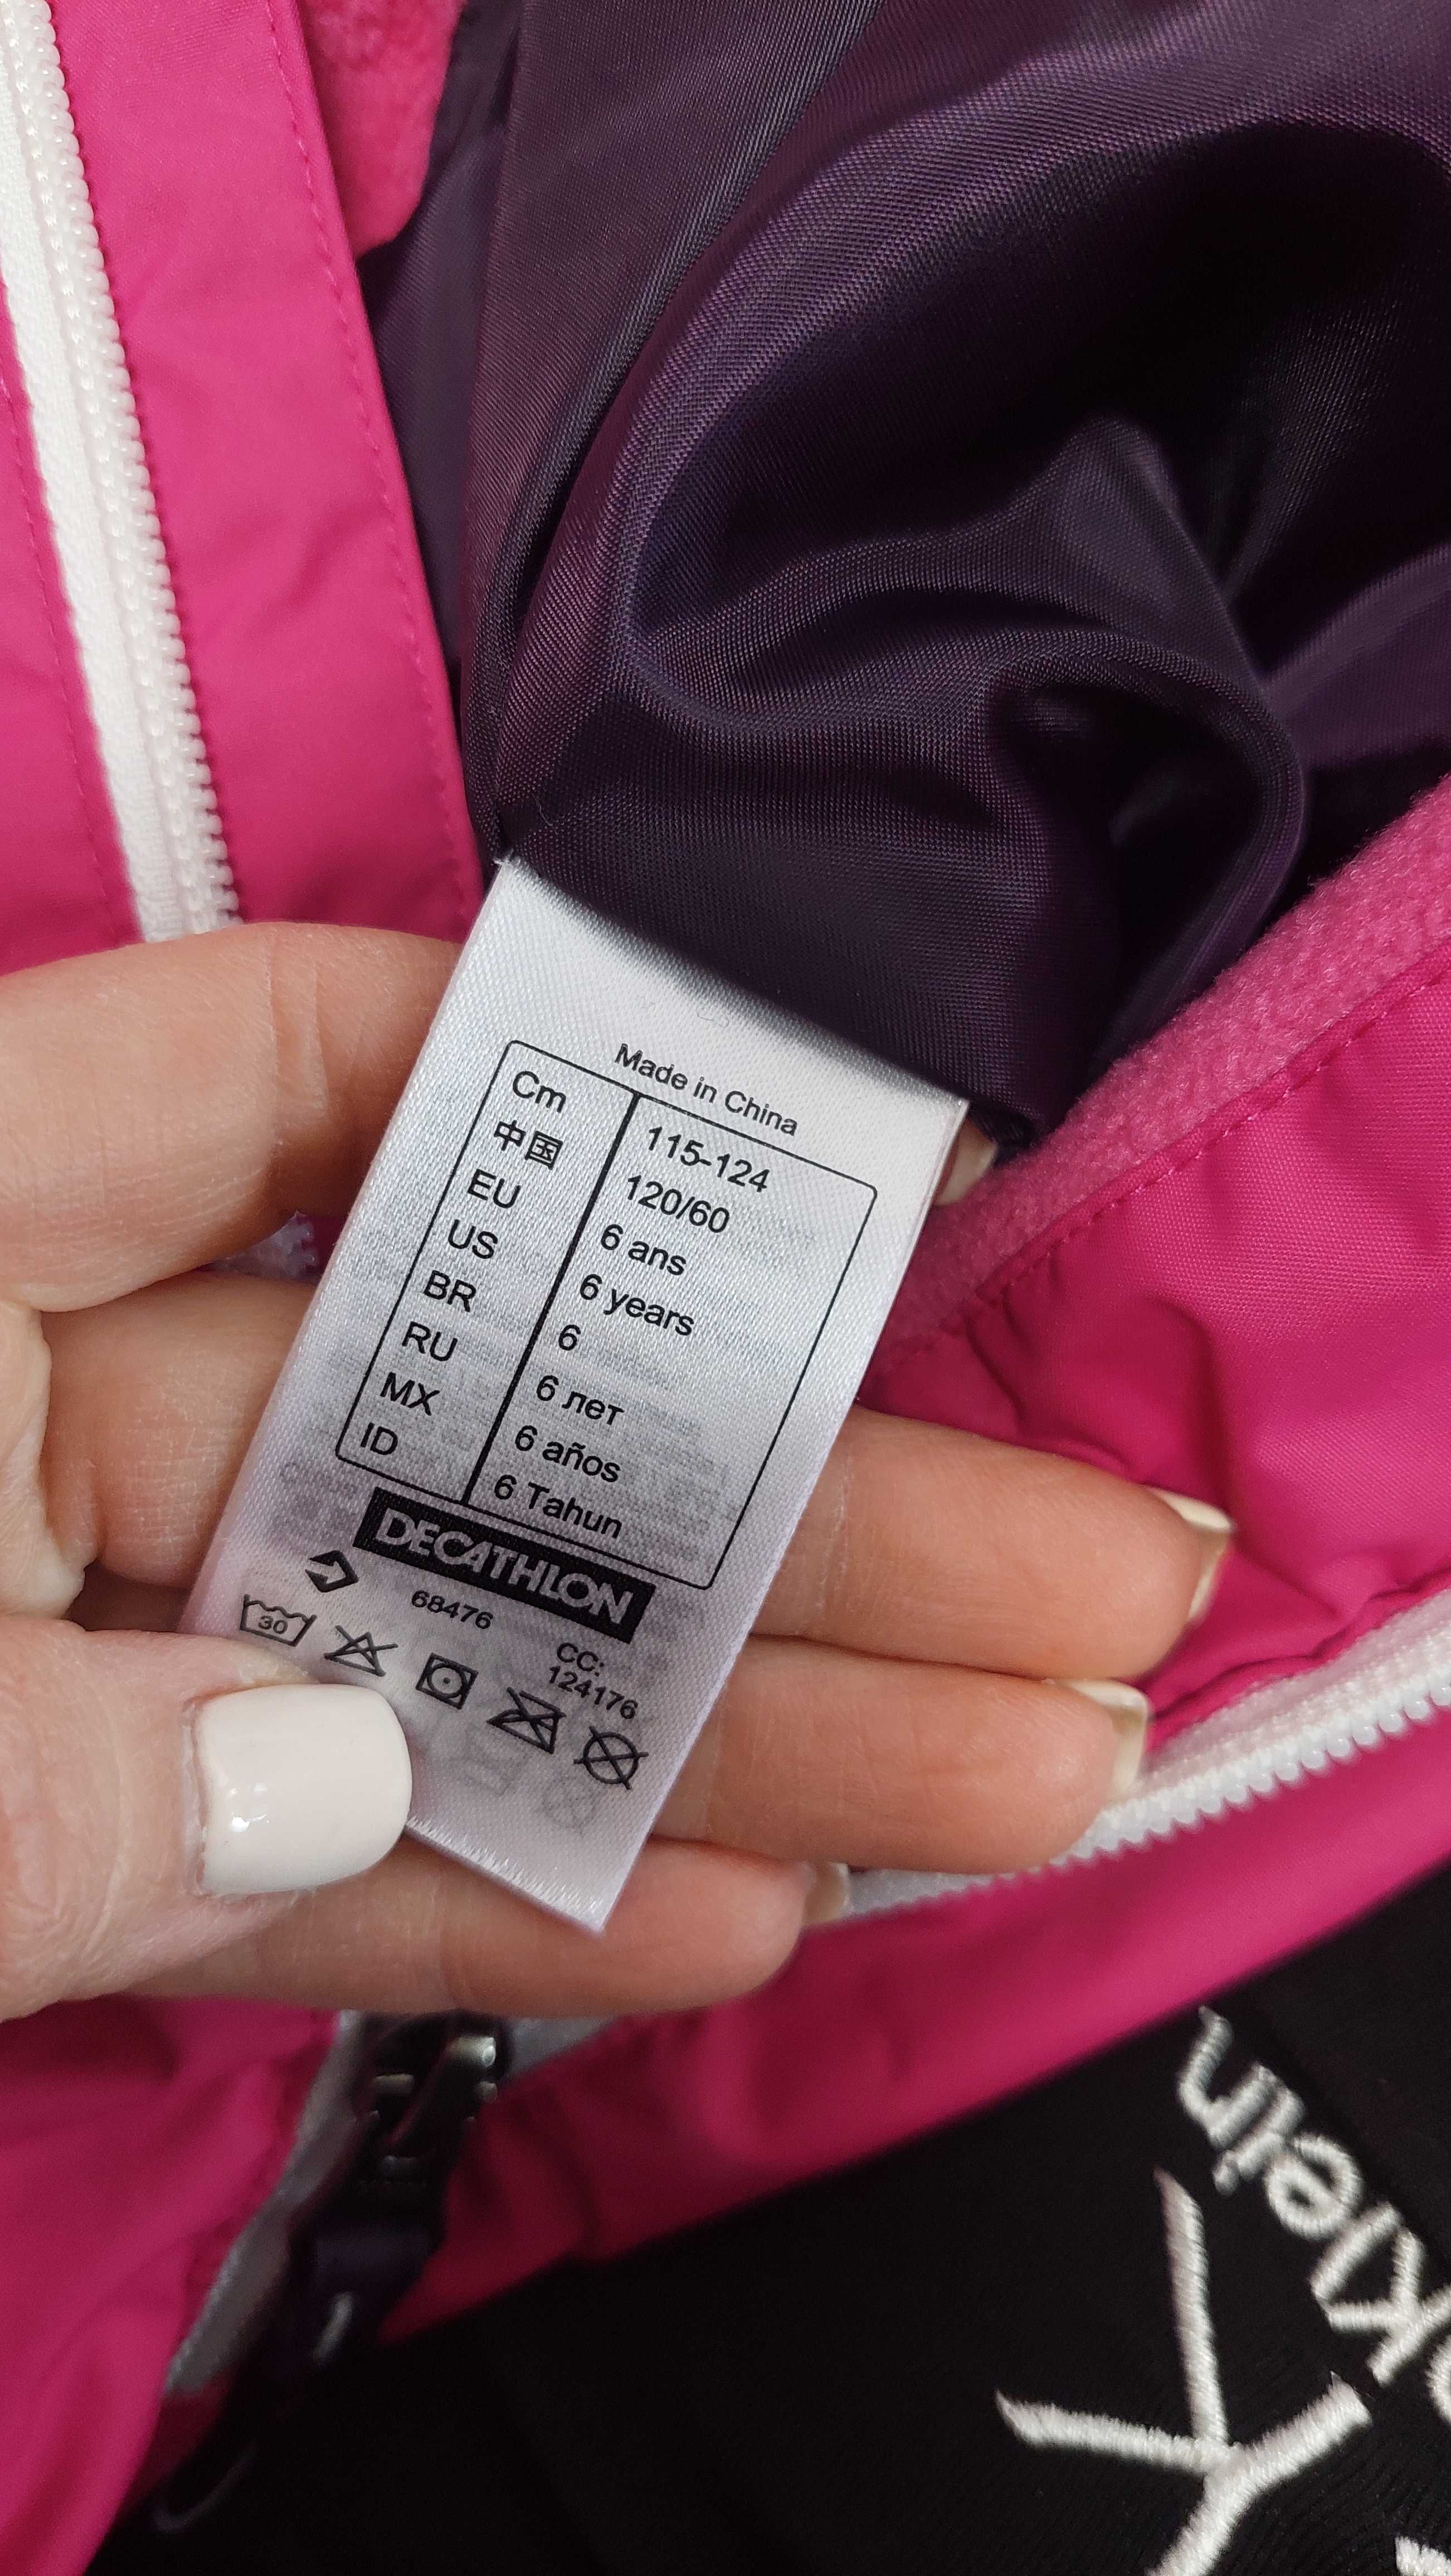 Made in China
Cm 115-124
中国 120/60
EU 6 ans
US 6 years
BR 6
RU 6 лет
MX 6 años
ID 6 Tahun
DECATHLON
68476
CC:
124176
30
klein